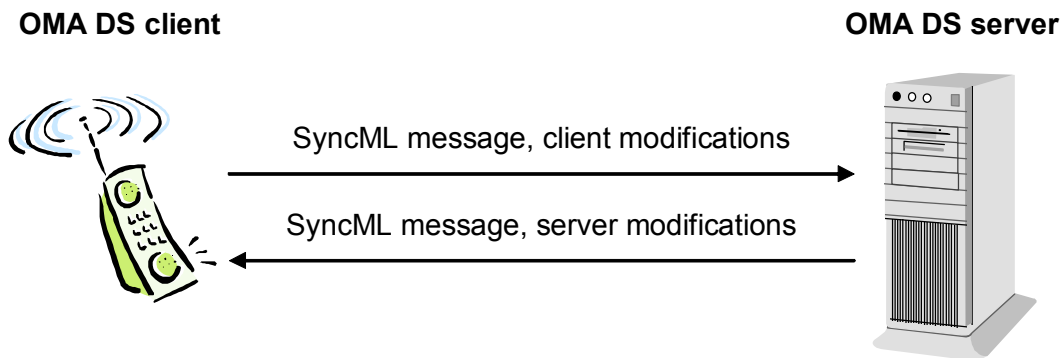 OMA DS client
OMA DS server
SyncML message, client modifications
SyncML message, server modifications